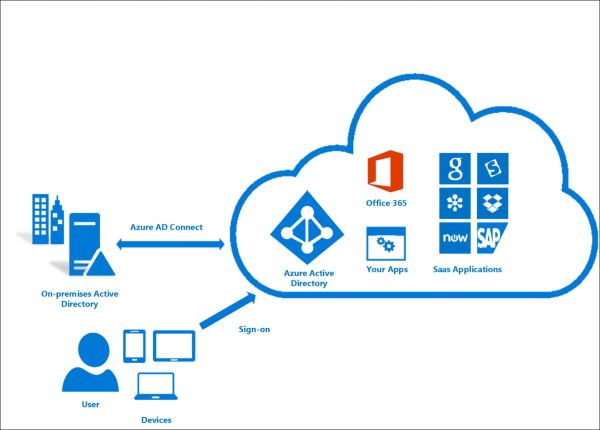 Office 365
g
now
SAP
Azure AD Connect
Azure Active
Directory
Your Apps
Saas Applications
On-premises Active
Directory
Sign-on
User
Devices